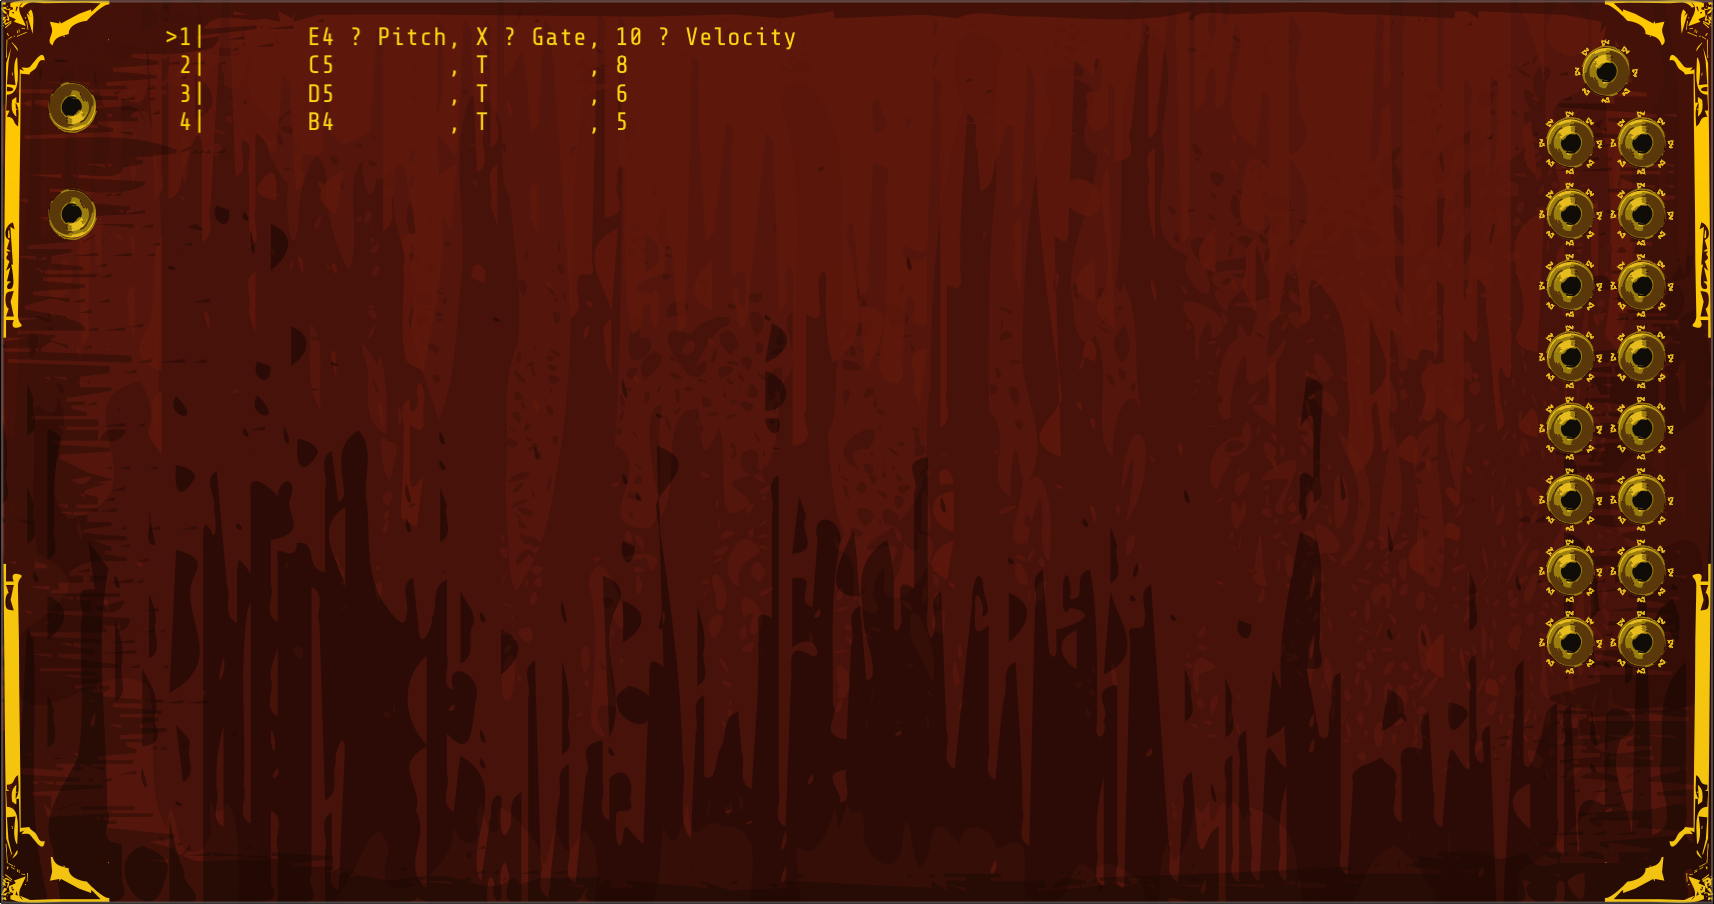 >1| E4 ? Pitch, X ? Gate, 10 ? Velocity
2| C5 , T , 8
3| D5 , T , 6
4| B4 , T , 5